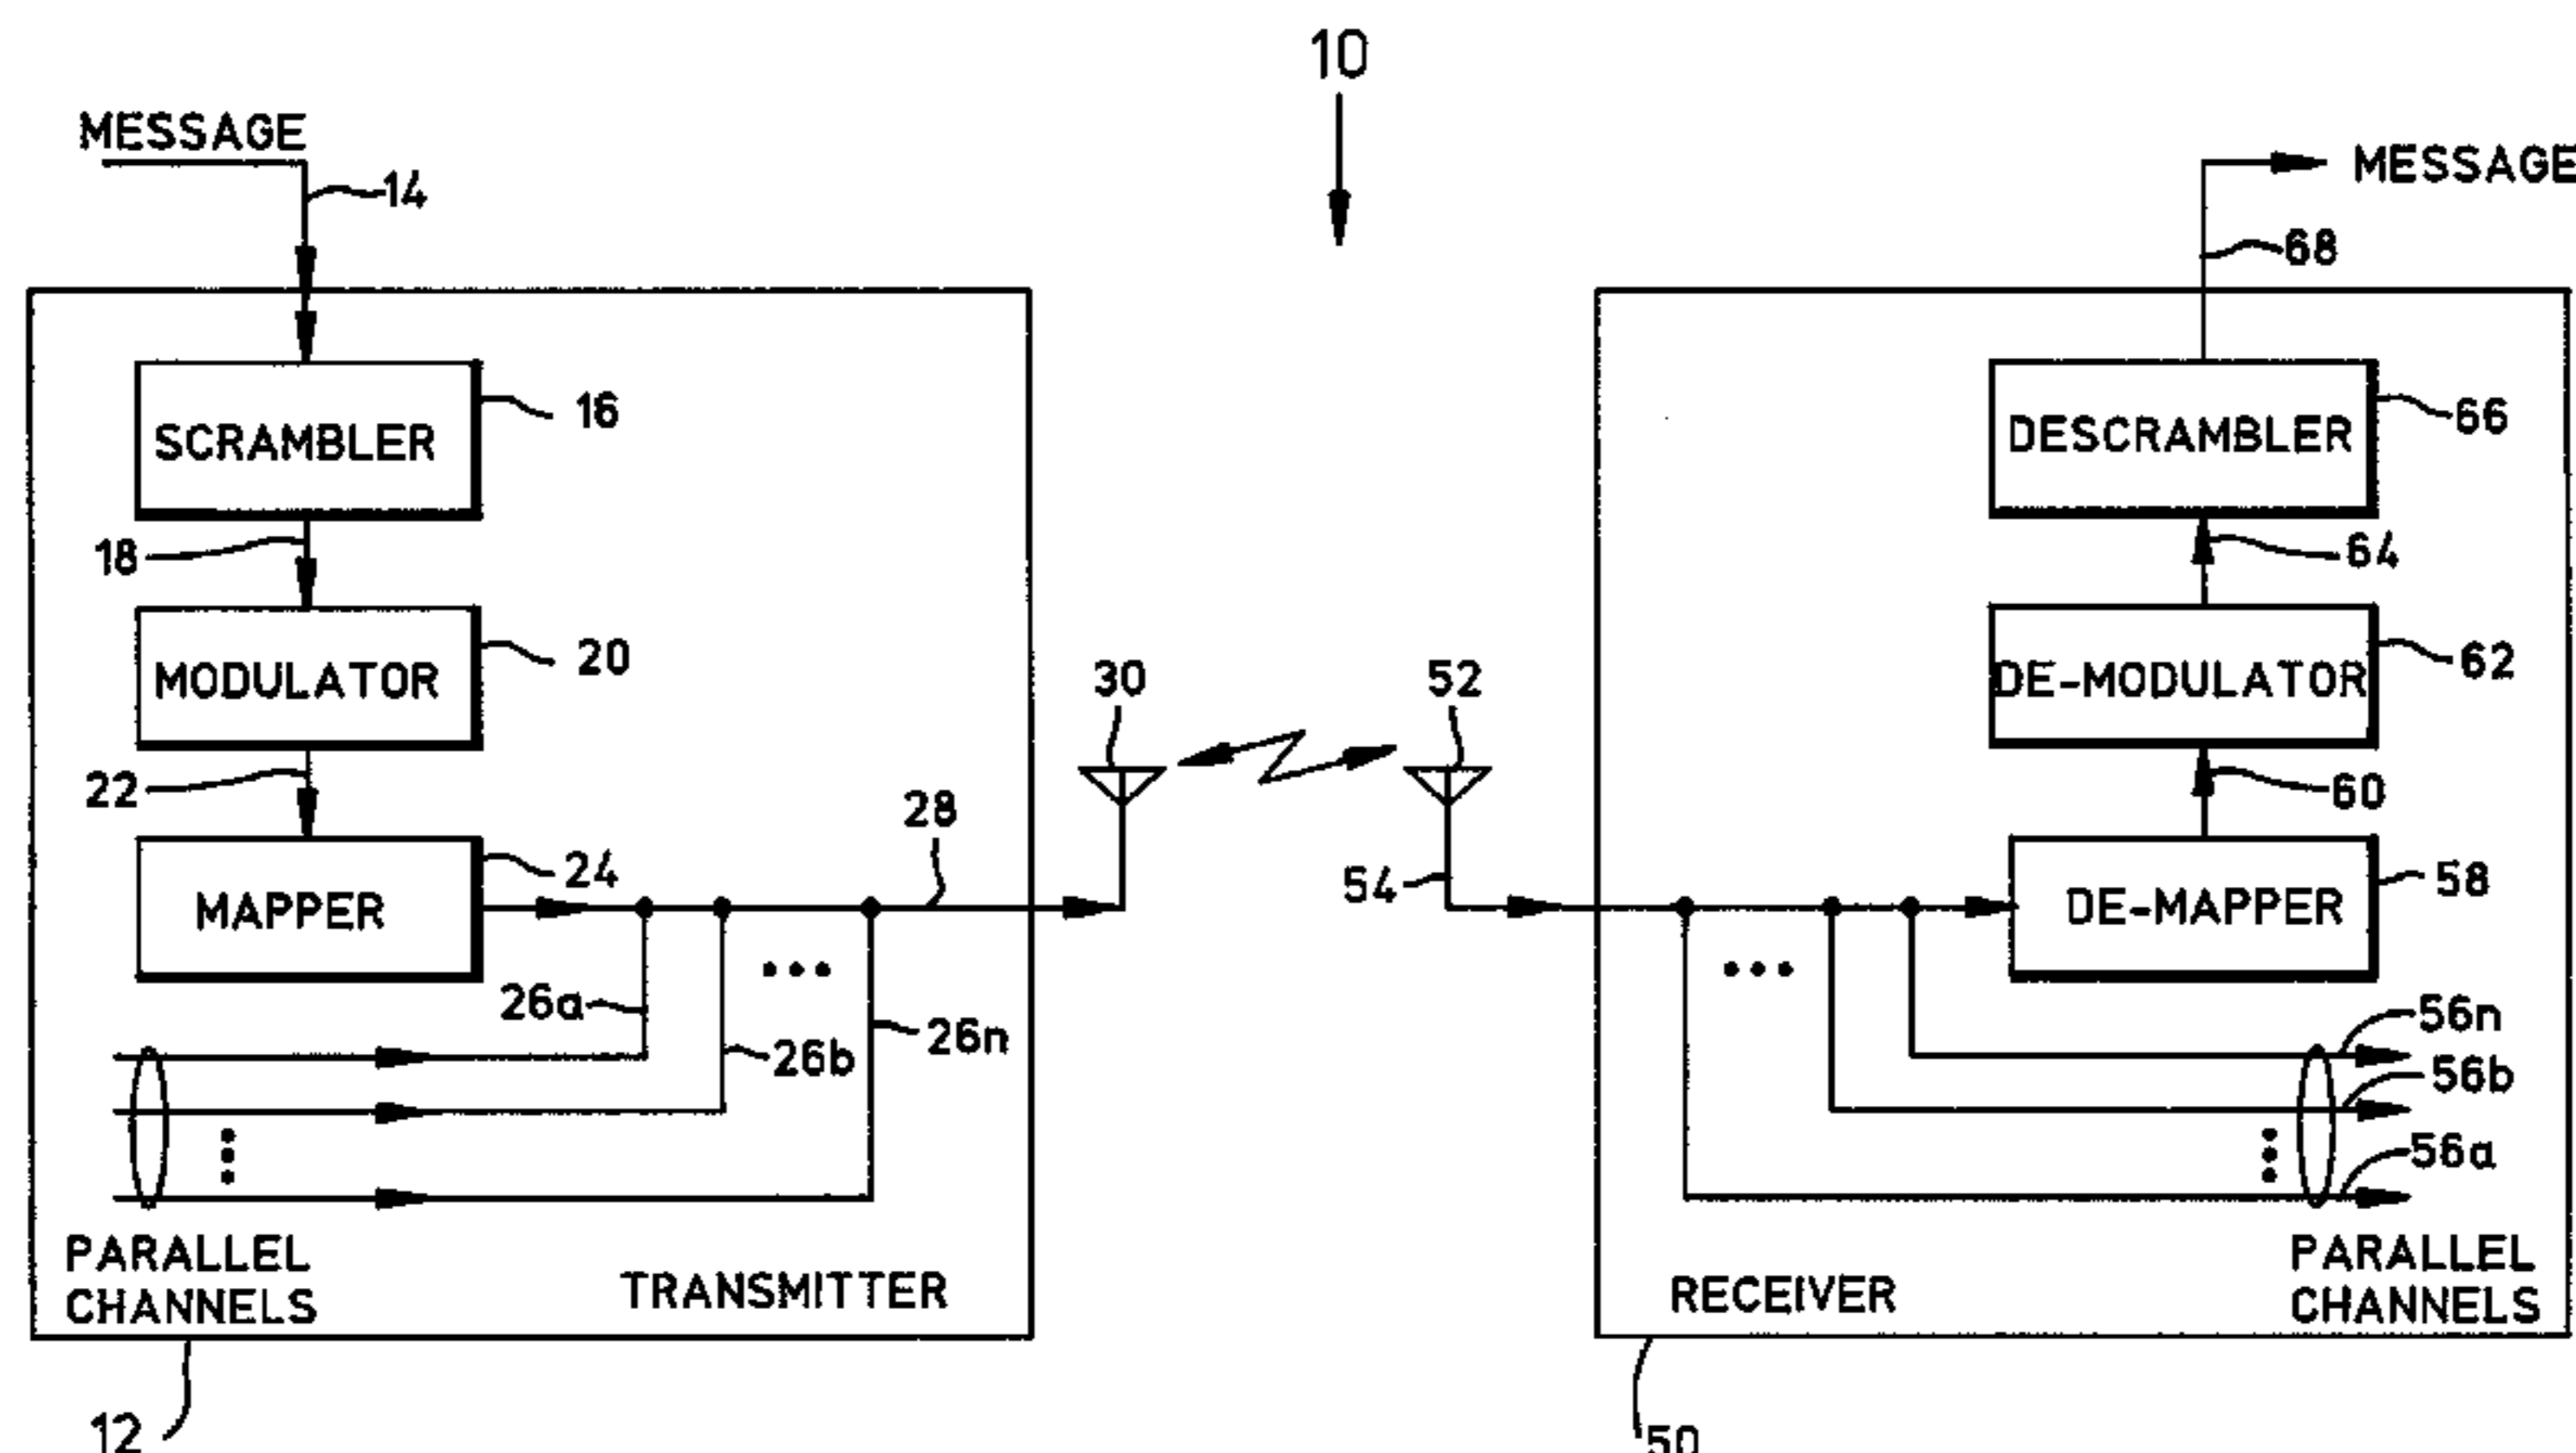 10
MESSAGE
14
SCRAMBLER
16
18
MODULATOR
20
22
MAPPER
24
28
26a
26b
26n
PARALLEL
CHANNELS
TRANSMITTER
12
30
52
54
MESSAGE
68
DESCRAMBLER
66
64
DE-MODULATOR
62
60
DE-MAPPER
58
56n
56b
56a
RECEIVER
PARALLEL
CHANNELS
50